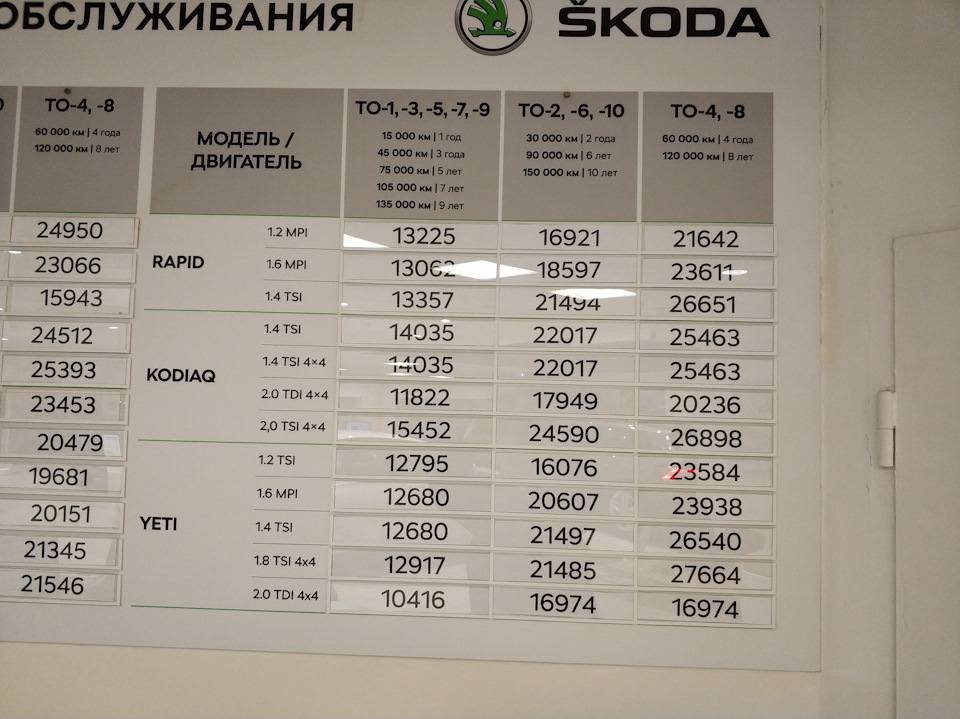 ОБСЛУЖИВАНИЯ ŠKODA
0 ТО-4, -8
60 000 км | 4 года
120 000 км | 8 лет
24950
23066
15943
24512
25393
23453
20479
19681
20151
21345
21546
МОДЕЛЬ /
ДВИГАТЕЛЬ
ТО-1, -3, -5, -7, -9
15 000 км | 1 год
45 000 км | 3 года
75 000 км | 5 лет
105 000 км | 7 лет
135 000 км | 9 лет
ТО-2, -6, -10
30 000 км | 2 года
90 000 км | 6 лет
150 000 км | 10 лет
ТО-4, -8
60 000 км | 4 года
120 000 км | 8 лет
RAPID
1.2 MPI 13225 16921 21642
1.6 MPI 13062 18597 23611
1.4 TSI 13357 21494 26651
KODIAQ
1.4 TSI 14035 22017 25463
1.4 TSI 4×4 14035 22017 25463
2.0 TDI 4×4 11822 17949 20236
2,0 TSI 4×4 15452 24590 26898
YETI
1.2 TSI 12795 16076 23584
1.6 MPI 12680 20607 23938
1.4 TSI 12680 21497 26540
1.8 TSI 4x4 12917 21485 27664
2.0 TDI 4x4 10416 16974 16974